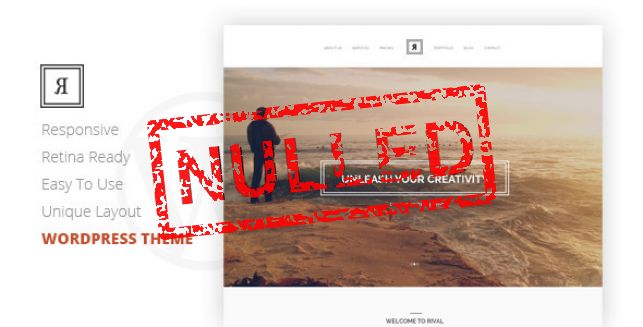 Я
Responsive
Retina Ready
Easy To Use
Unique Layout
WORDPRESS THEME
NULLED
ABOUT US SERVICES PRICING Я PORTFOLIO BLOG CONTACT
UNLEASH YOUR CREATIVITY
WELCOME TO RIVAL